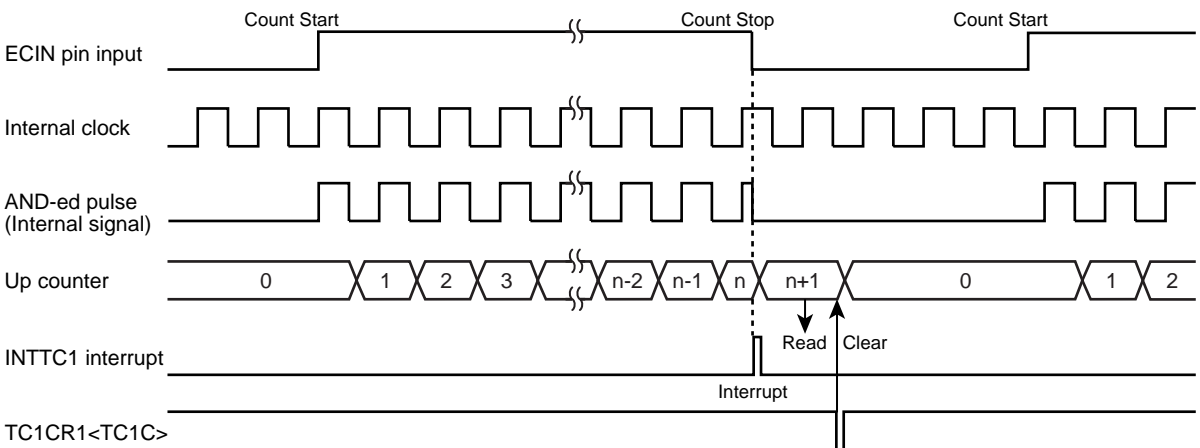 Count Start Count Stop Count Start
ECIN pin input
Internal clock
AND-ed pulse
(Internal signal)
Up counter 0 1 2 3 n-2 n-1 n n+1 0 1 2
Read Clear
INTTC1 interrupt
Interrupt
TC1CR1<TC1C>